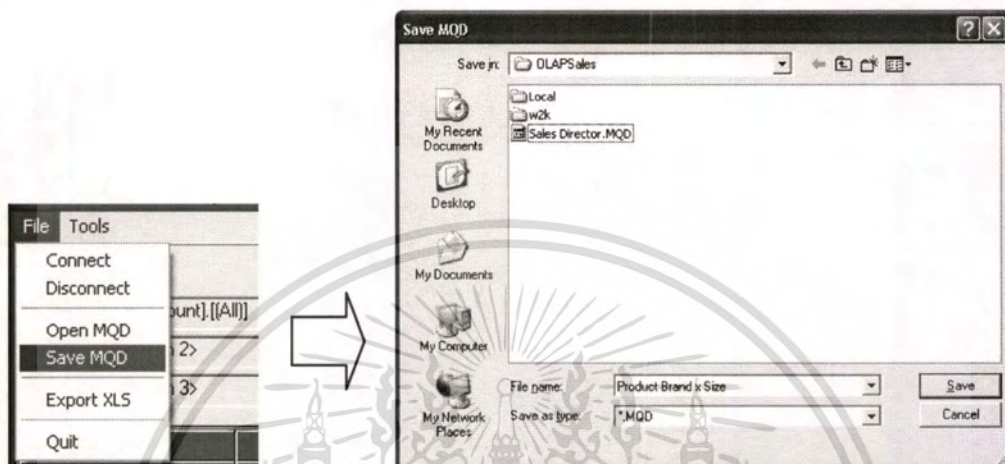 File Tools
Connect
Disconnect
Open MQD
Save MQD
Export XLS
Quit
ount].[(All)]
n 2>
n 3>
Save MQD
Save in: OLAPSales
Local
w2k
Sales Director.MQD
My Recent
Documents
Desktop
My Documents
My Computer
My Network
Places
File name: Product Brand x Size
Save as type: *.MQD
Save
Cancel